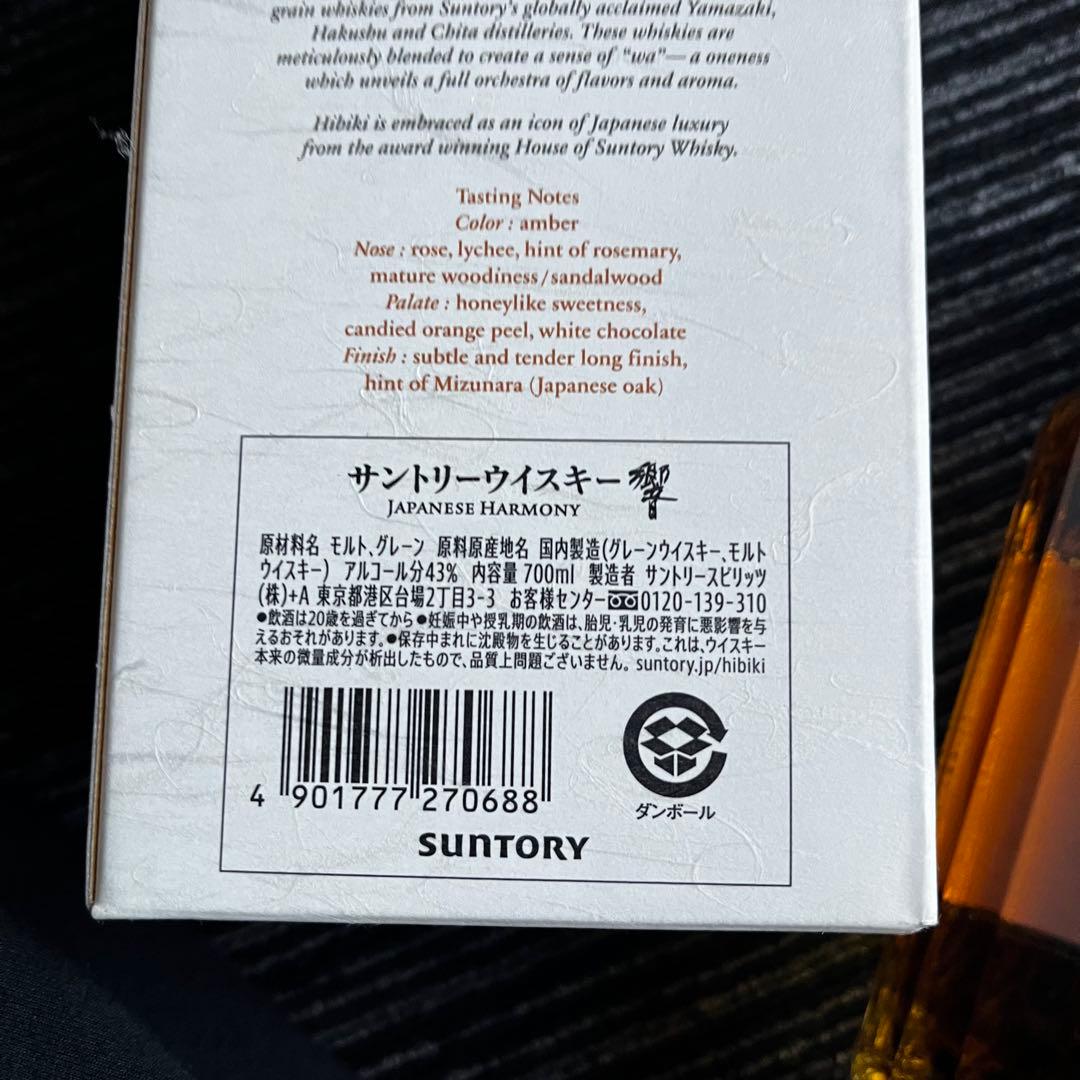 grain whiskies from Suntory's globally acclaimed Yamazaki,
Hakushu and Chita distilleries. These whiskies are
meticulously blended to create a sense of "wa"—a oneness
which unveils a full orchestra of flavors and aroma.
Hibiki is embraced as an icon of Japanese luxury
from the award winning House of Suntory Whisky.
Tasting Notes
Color : amber
Nose : rose, lychee, hint of rosemary,
mature woodiness/sandalwood
Palate : honeylike sweetness,
candied orange peel, white chocolate
Finish : subtle and tender long finish,
hint of Mizunara (Japanese oak)
サントリーウイスキー響
JAPANESE HARMONY
原材料名 モルト、グレーン 原料原産地名 国内製造(グレーンウイスキー、モルト
ウイスキー) アルコール分43% 内容量 700ml 製造者 サントリースピリッツ
(株)+A 東京都港区台場2丁目3-3 お客様センター 0120-139-310
●飲酒は20歳を過ぎてから●妊娠中や授乳期の飲酒は、胎児・乳児の発育に悪影響を与
えるおそれがあります。●保存中まれに沈殿物を生じることがあります。これは、ウイスキー
本来の微量成分が析出したもので、品質上問題ございません。 suntory.jp/hibiki
4 901777 270688
ダンボール
SUNTORY